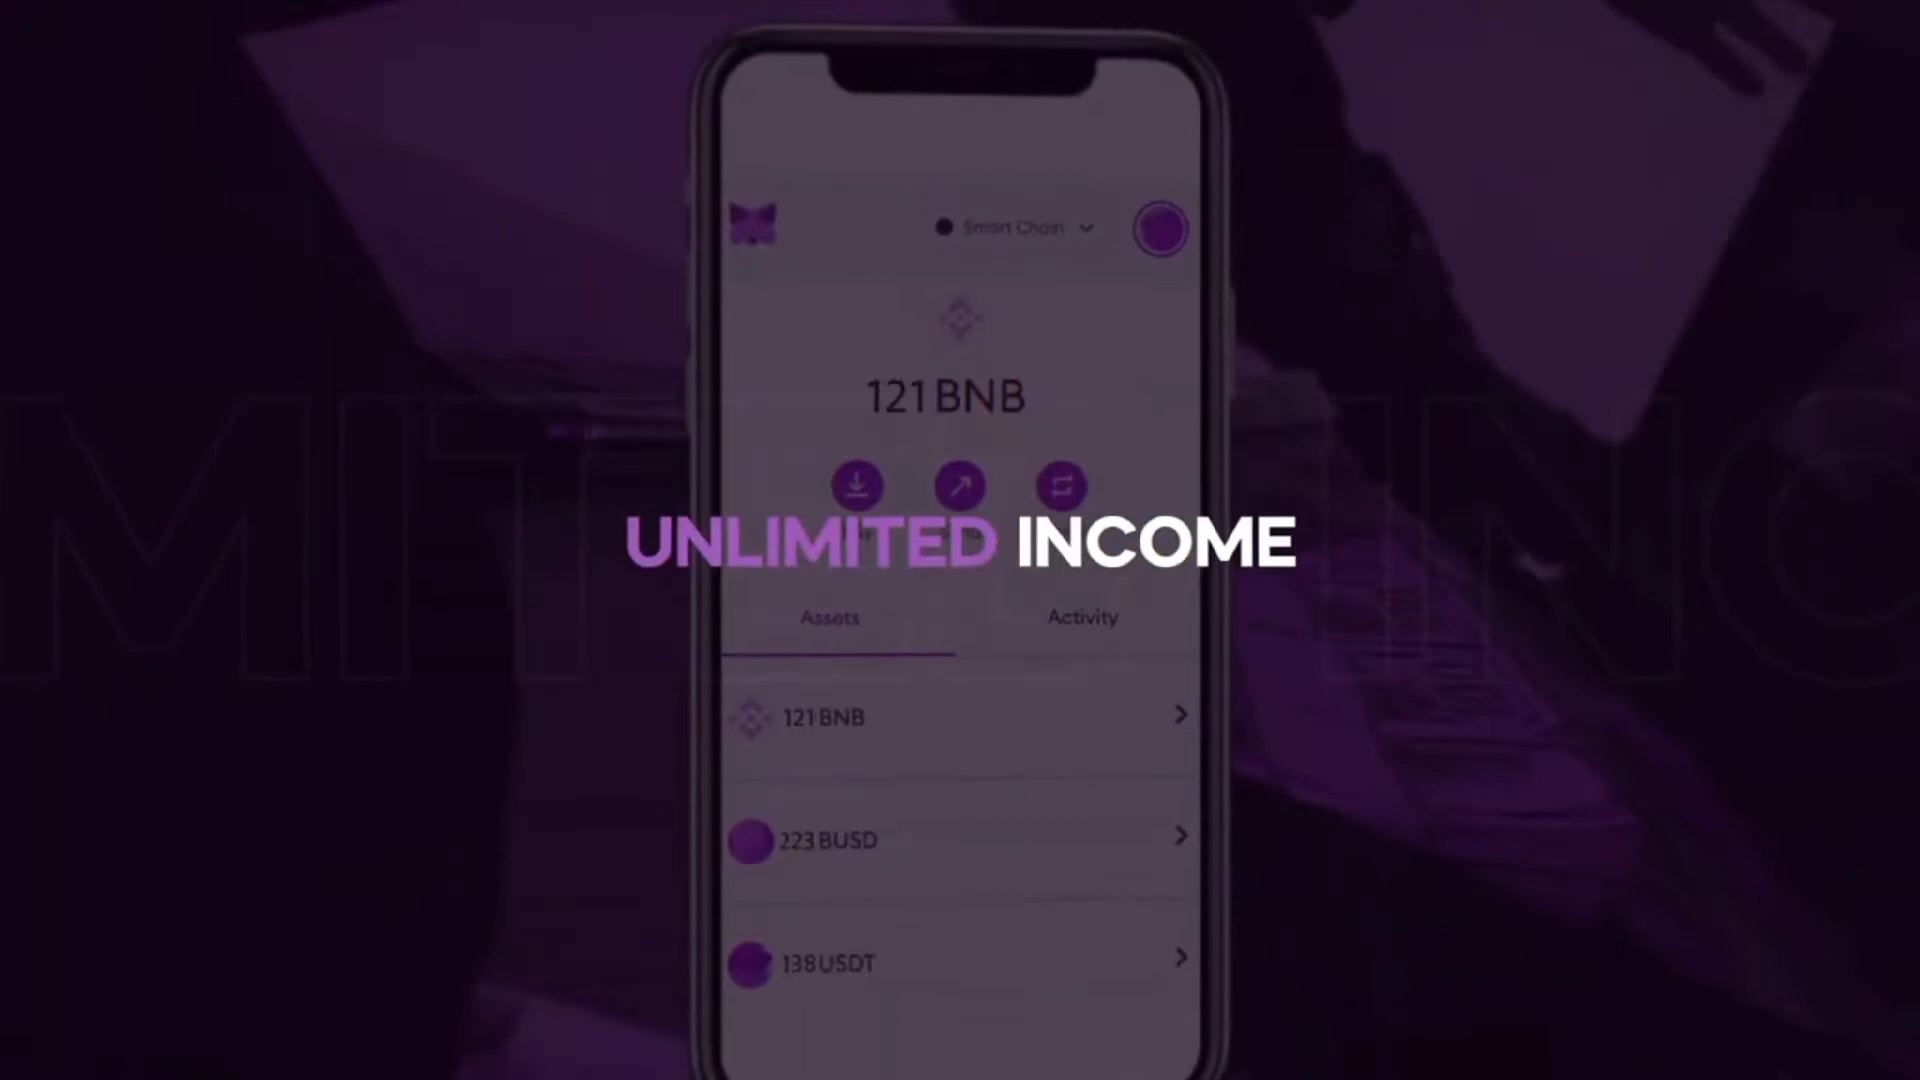 Smart Chain
121 BNB
UNLIMITED INCOME
Assets
Activity
121 BNB
223 BUSD
138 USDT